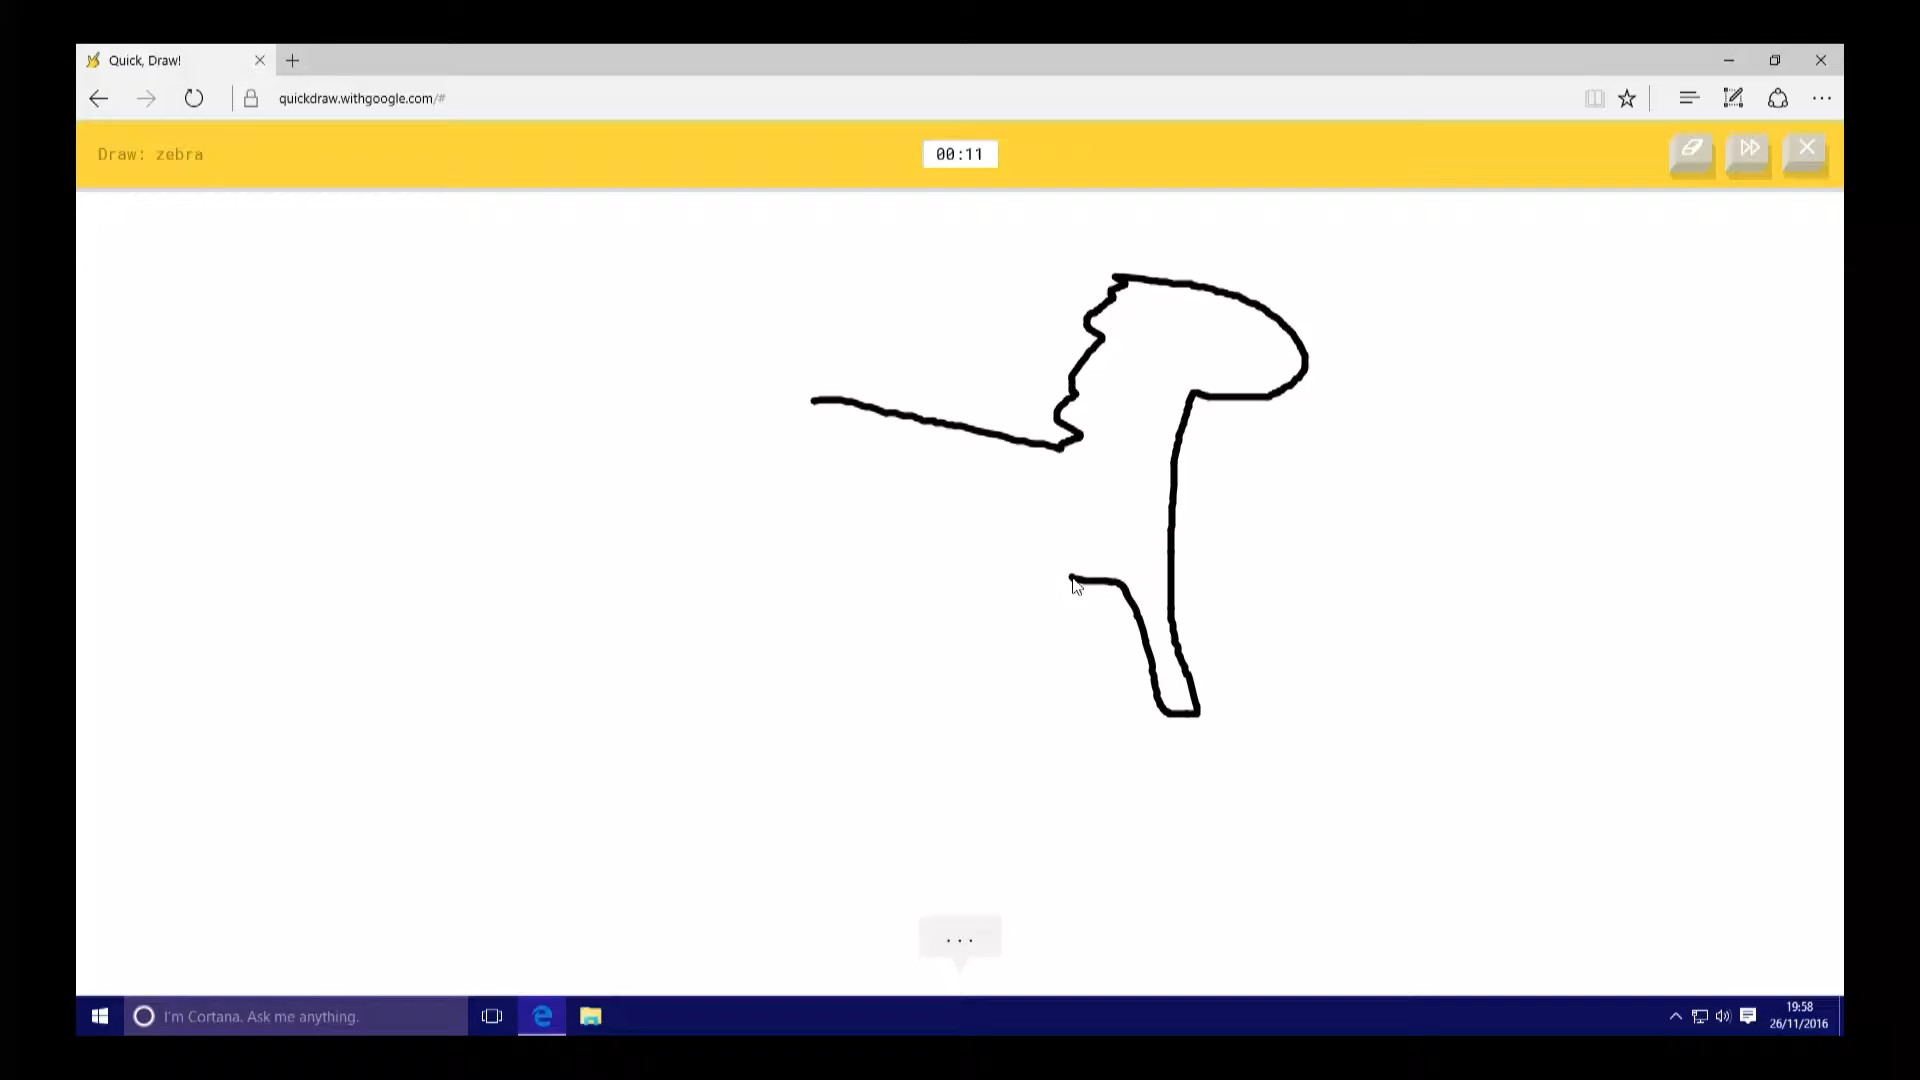 Quick, Draw!
quickdraw.withgoogle.com/#
Draw: zebra
00:11
...
I'm Cortana. Ask me anything.
19:58
26/11/2016